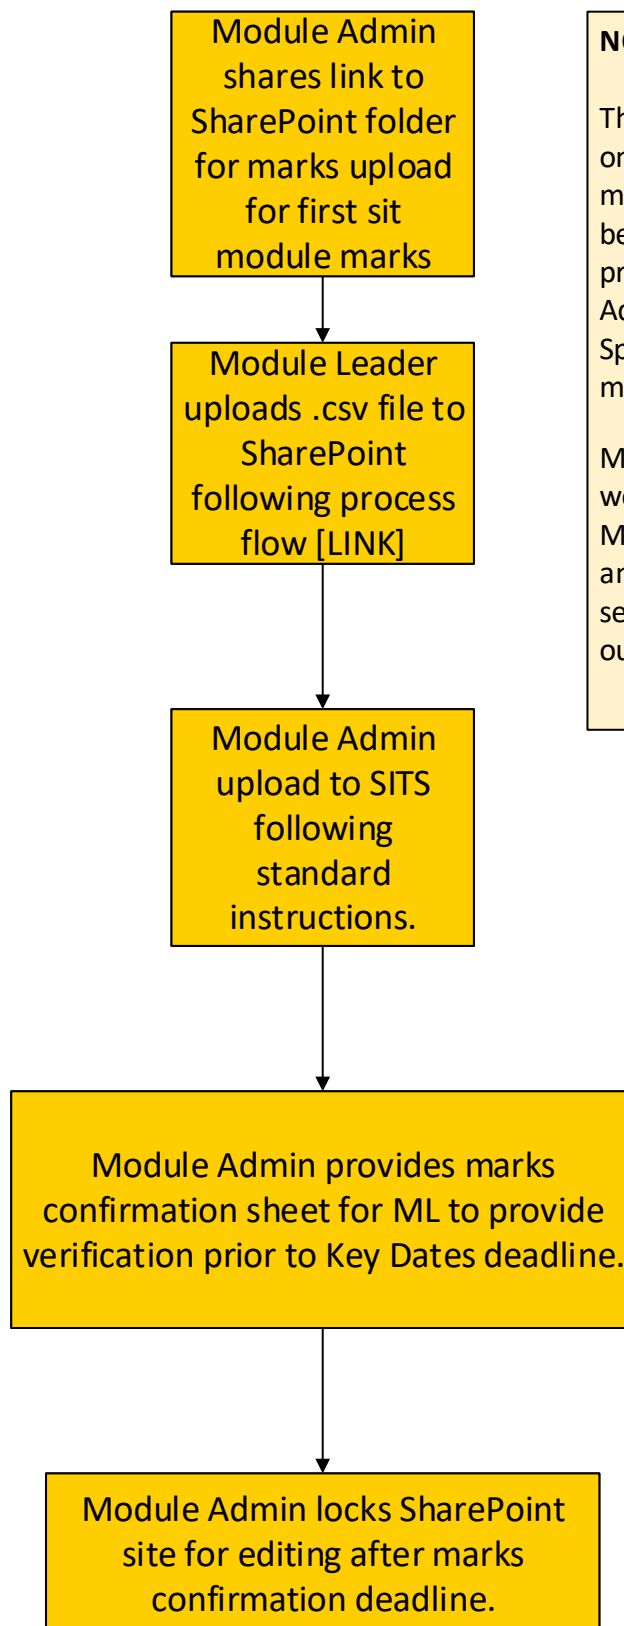 Module Admin
shares link to
SharePoint folder
for marks upload
for first sit
module marks
Module Leader
uploads .csv file to
SharePoint
following process
flow [LINK]
Module Admin
upload to SITS
following
standard
instructions.
Module Admin provides marks
confirmation sheet for ML to provide
verification prior to Key Dates deadline.
Module Admin locks SharePoint
site for editing after marks
confirmation deadline.